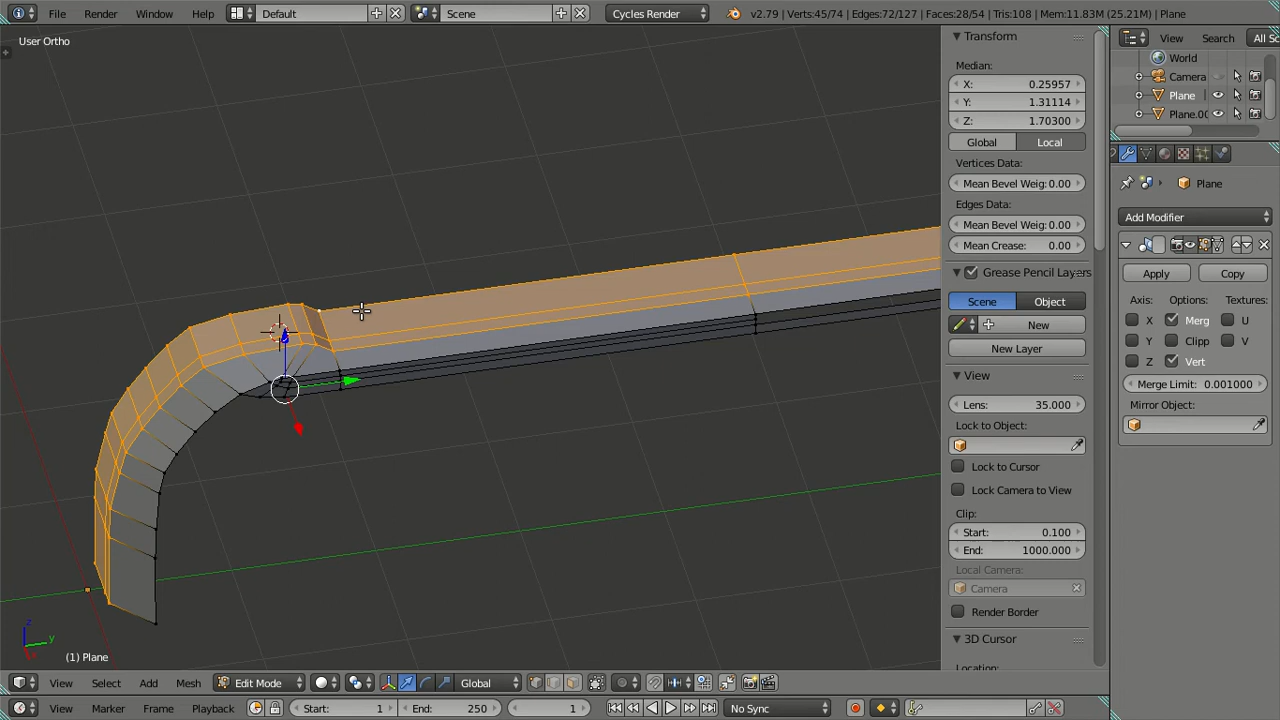 File Render Window Help Default Scene Cycles Render v2.79 | Verts:45/74 | Edges:72/127 | Faces:28/54 | Tris:108 | Mem:11.83M (25.21M) | Plane
User Ortho
Transform
View Search All Sc
World
Median:
Camera
X: 0.25957
Plane
Y: 1.31114
Plane.00
Z: 1.70300
Global Local
Vertices Data:
Mean Bevel Weig: 0.00
Plane
Edges Data:
Add Modifier
Mean Bevel Weig: 0.00
Mean Crease: 0.00
Grease Pencil Layers
Apply Copy
Scene Object
Axis: Options: Textures:
New
X Merg U
New Layer
Y Clipp V
Z Vert
View
Merge Limit: 0.001000
Lens: 35.000
Mirror Object:
Lock to Object:
Lock to Cursor
Lock Camera to View
Clip:
Start: 0.100
End: 1000.000
Local Camera:
Camera
Render Border
3D Cursor
Location:
z
y
(1) Plane
View Select Add Mesh Edit Mode Global
View Marker Frame Playback Start: 1 End: 250 1 No Sync